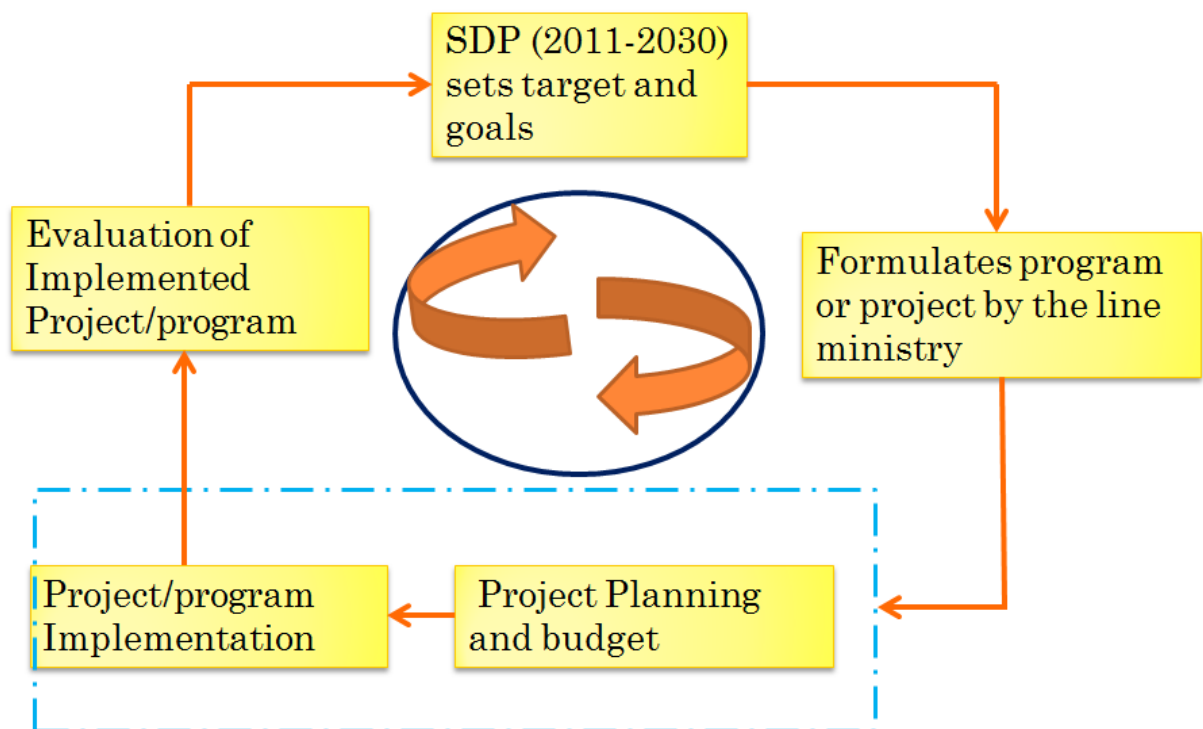 SDP (2011-2030)
sets target and
goals
Evaluation of
Implemented
Project/program
Formulates program
or project by the line
ministry
Project/program
Implementation
Project Planning
and budget